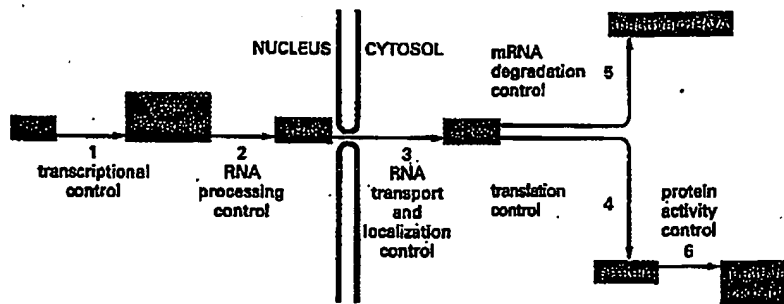 NUCLEUS
CYTOSOL
mRNA
degradation
control
5
1
transcriptional
control
2
RNA
processing
control
3
RNA
transport
and
localization
control
translation
control
4
protein
activity
control
6